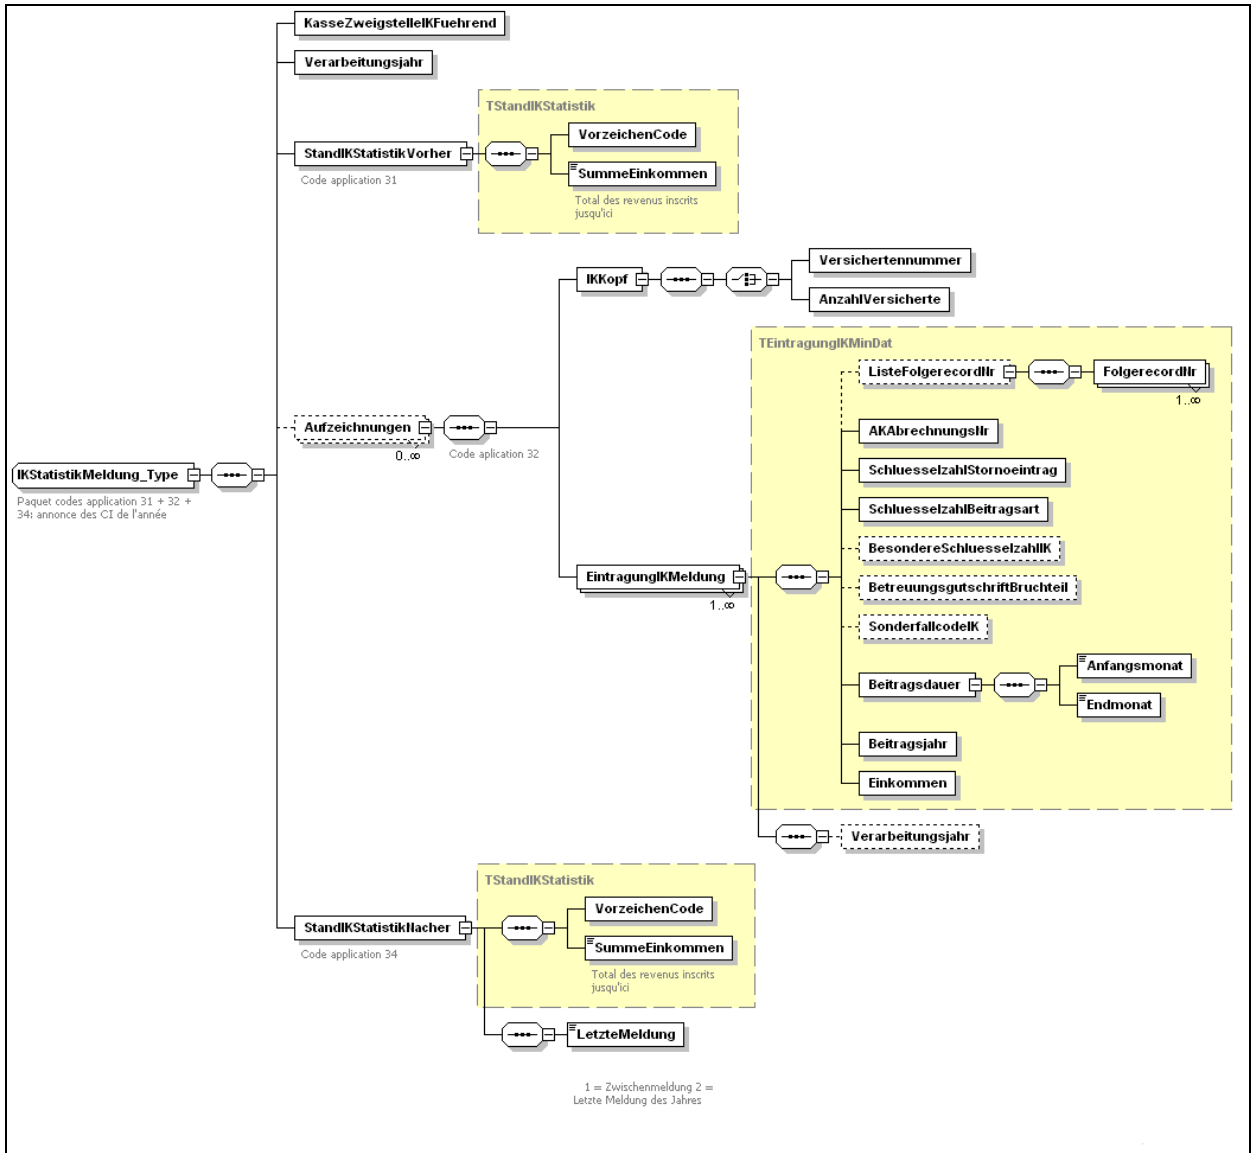 KasseZweigstelleIKFuehrend
Verarbeitungsjahr
TStandIKStatistik
VorzeichenCode
StandIKStatistikVorher
SummeEinkommen
Code application 31
Total des revenus inscrits
jusqu'ici
IKKopf
Versichertennummer
AnzahlVersicherte
TEintragungIKMinDat
ListeFolgerecordNr
FolgerecordNr
1..∞
Aufzeichnungen
0..∞
Code aplication 32
AKAbrechnungsNr
IKStatistikMeldung_Type
Paquet codes application 31 + 32 +
34: annonce des CI de l'année
SchluesselzahlStornoeintrag
SchluesselzahlBeitragsart
BesondereSchluesselzahlIK
EintragungIKMeldung
1..∞
BetreuungsgutschriftBruchteil
SonderfallcodeIK
Beitragsdauer
Anfangsmonat
Endmonat
Beitragsjahr
Einkommen
Verarbeitungsjahr
TStandIKStatistik
VorzeichenCode
StandIKStatistikNacher
SummeEinkommen
Code application 34
Total des revenus inscrits
jusqu'ici
LetzteMeldung
1 = Zwischenmeldung 2 =
Letzte Meldung des Jahres